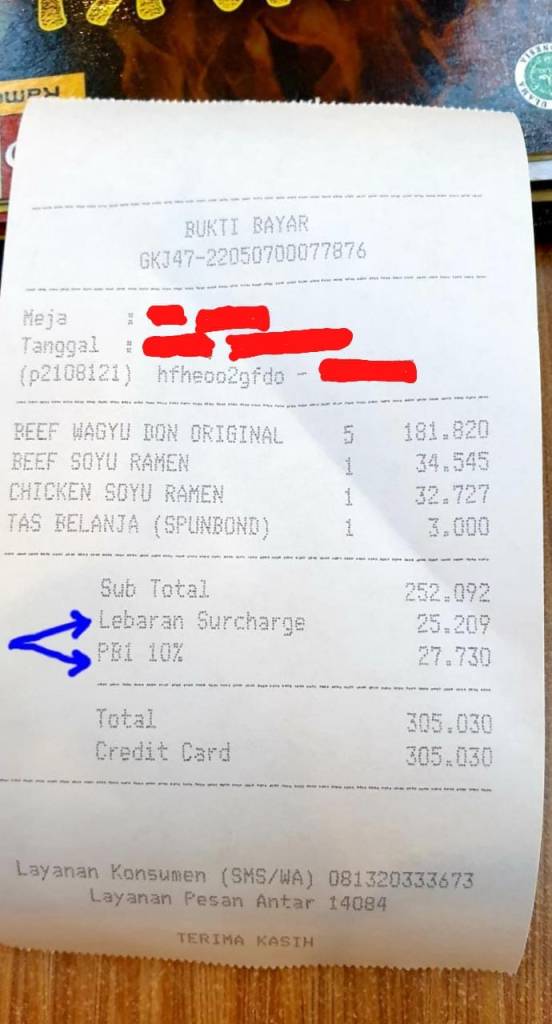 BUKTI BAYAR
GKJ47-22050700077876
Meja :
Tanggal :
(p2108121) hfheoo2gfdo -
BEEF WAGYU DON ORIGINAL 5 181.820
BEEF SOYU RAMEN 1 34.545
CHICKEN SOYU RAMEN 1 32.727
TAS BELANJA (SPUNBOND) 1 3.000
Sub Total 252.092
Lebaran Surcharge 25.209
PB1 10% 27.730
Total 305.030
Credit Card 305.030
Layanan Konsumen (SMS/WA) 081320333673
Layanan Pesan Antar 14084
TERIMA KASIH